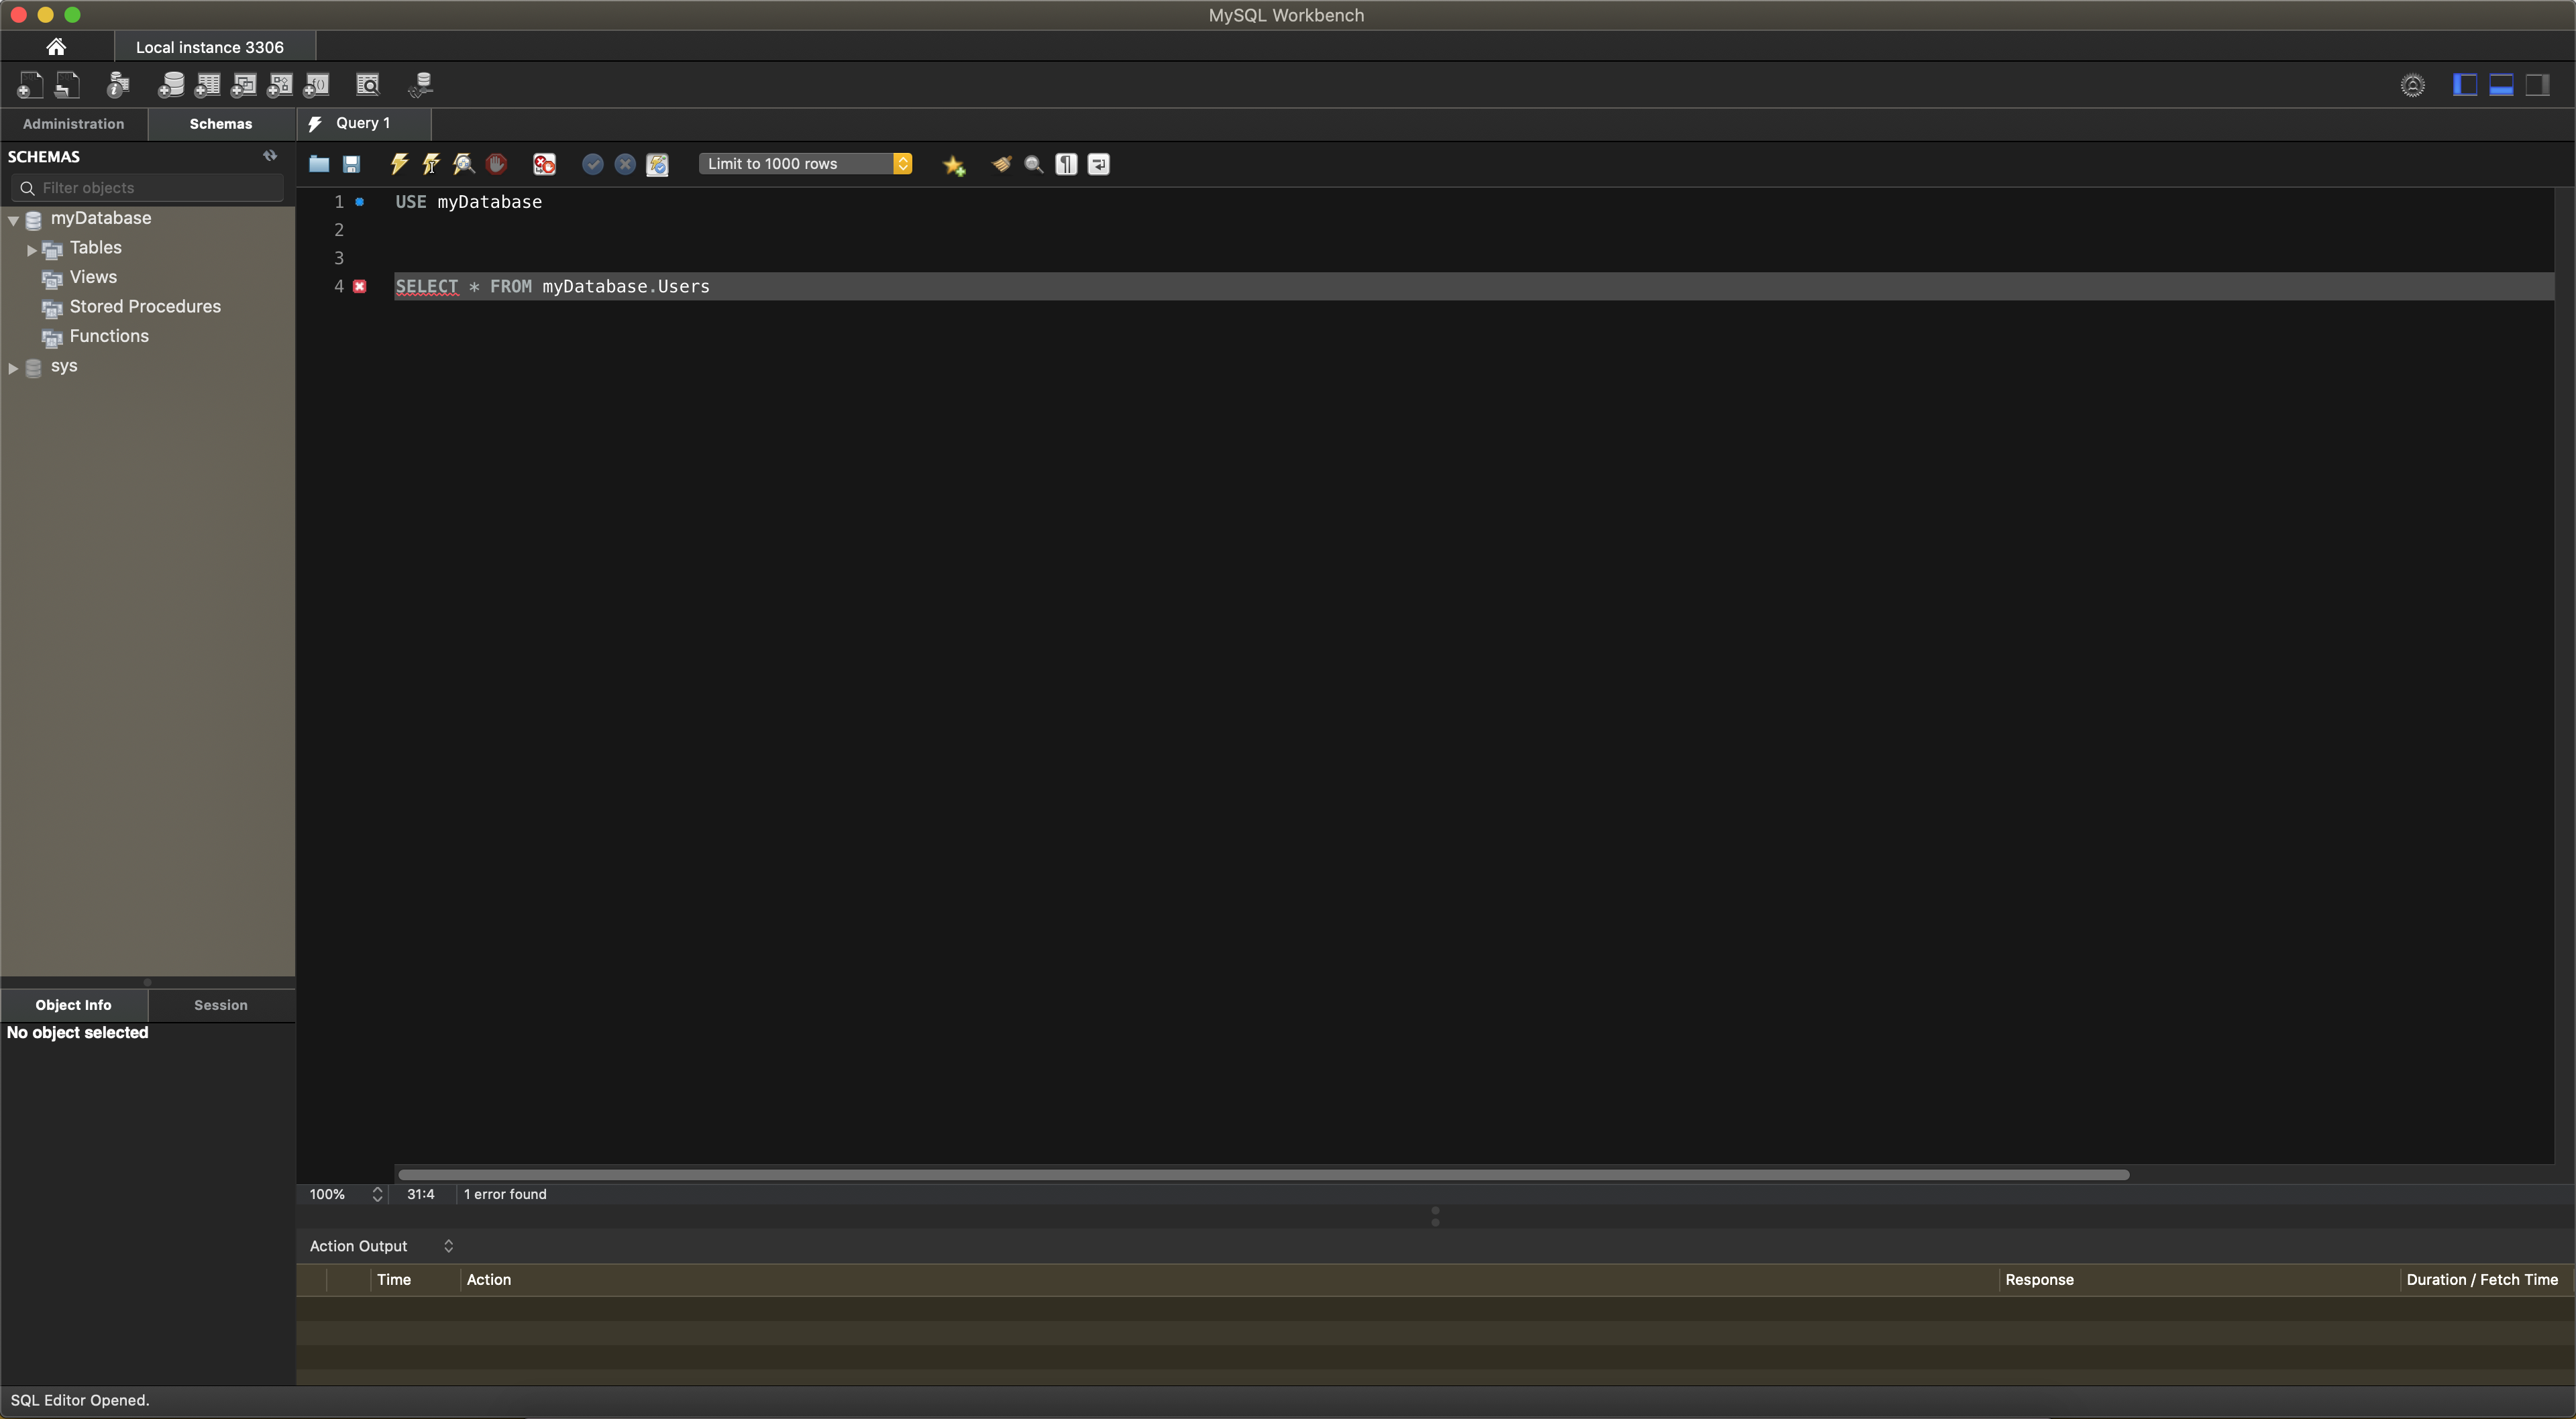 MySQL Workbench
Local instance 3306
Administration
Schemas
Query 1
SCHEMAS
Filter objects
Limit to 1000 rows
myDatabase
Tables
Views
Stored Procedures
Functions
sys
1 USE myDatabase
2
3
4 SELECT * FROM myDatabase.Users
Object Info
Session
No object selected
100%
31:4
1 error found
Action Output
Time
Action
Response
Duration / Fetch Time
SQL Editor Opened.